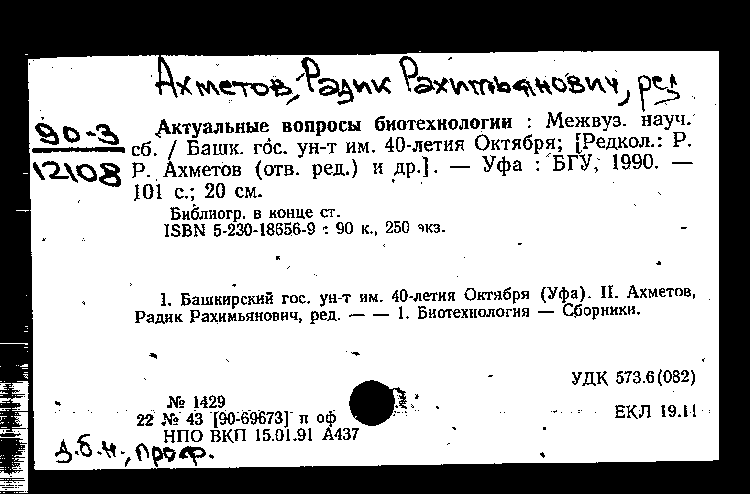 Ахметов, Радик Рахимьянович, ред
90-3
12108
Актуальные вопросы биотехнологии : Межвуз. науч.
сб. / Башк. гос. ун-т им. 40-летия Октября; [Редкол.: Р.
Р. Ахметов (отв. ред.) и др.]. — Уфа : БГУ, 1990. —
101 с.; 20 см.
Библиогр. в конце ст.
ISBN 5-230-18656-9 : 90 к., 250 экз.
I. Башкирский гос. ун-т им. 40-летия Октября (Уфа). II. Ахметов,
Радик Рахимьянович, ред. — — 1. Биотехнология — Сборники.
УДК 573.6(082)
№ 1429
22 № 43 [90-69673] п оф
ЕКЛ 19.11
НПО ВКП 15.01.91 А437
д.б.н., проф.